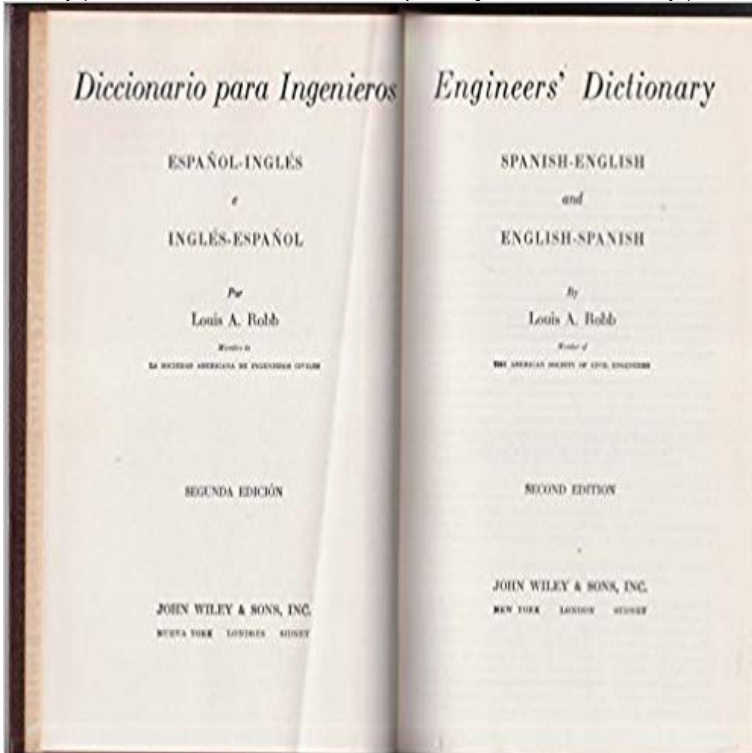 Diccionario para Ingenieros
ESPAÑOL-INGLÉS
e
INGLÉS-ESPAÑOL
Por
Louis A. Robb
Miembro de
LA SOCIEDAD AMERICANA DE INGENIEROS CIVILES
SEGUNDA EDICIÓN
JOHN WILEY & SONS, INC.
NUEVA YORK LONDRES SIDNEY
Engineers' Dictionary
SPANISH-ENGLISH
and
ENGLISH-SPANISH
By
Louis A. Robb
Member of
THE AMERICAN SOCIETY OF CIVIL ENGINEERS
SECOND EDITION
JOHN WILEY & SONS, INC.
NEW YORK LONDON SIDNEY